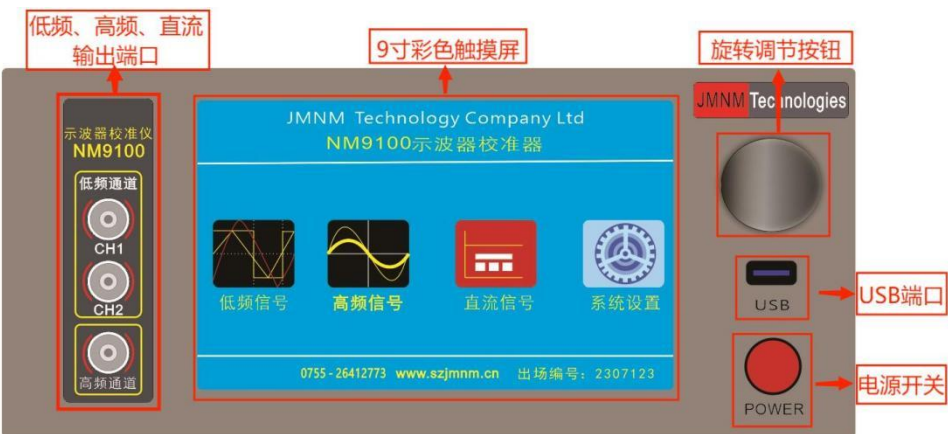 低频、高频、直流
输出端口
9寸彩色触摸屏
旋转调节按钮
JMNM Technologies
示波器校准仪
NM9100
低频通道
CH1
CH2
高频通道
JMNM Technology Company Ltd
NM9100示波器校准器
低频信号
高频信号
直流信号
系统设置
0755-26412773 www.szjmnm.cn 出场编号：2307123
USB
USB端口
POWER
电源开关